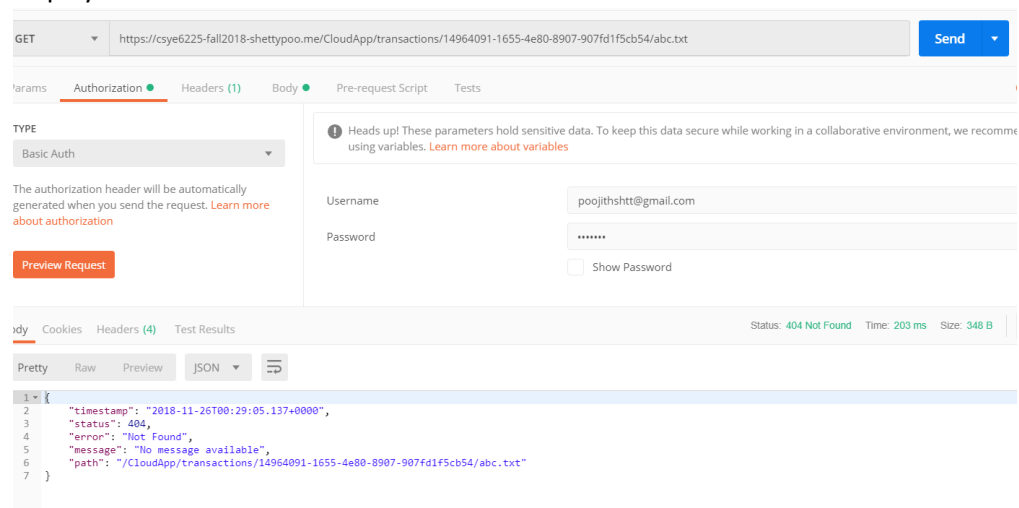 GET https://csye6225-fall2018-shettypoo.me/CloudApp/transactions/14964091-1655-4e80-8907-907fd1f5cb54/abc.txt Send
Params Authorization Headers (1) Body Pre-request Script Tests
TYPE
Basic Auth
The authorization header will be automatically
generated when you send the request. Learn more
about authorization
Preview Request
Heads up! These parameters hold sensitive data. To keep this data secure while working in a collaborative environment, we recomme
using variables. Learn more about variables
Username poojithshtt@gmail.com
Password •••••••
Show Password
ody Cookies Headers (4) Test Results Status: 404 Not Found Time: 203 ms Size: 348 B
Pretty Raw Preview JSON
1 {
2 "timestamp": "2018-11-26T00:29:05.137+0000",
3 "status": 404,
4 "error": "Not Found",
5 "message": "No message available",
6 "path": "/CloudApp/transactions/14964091-1655-4e80-8907-907fd1f5cb54/abc.txt"
7 }